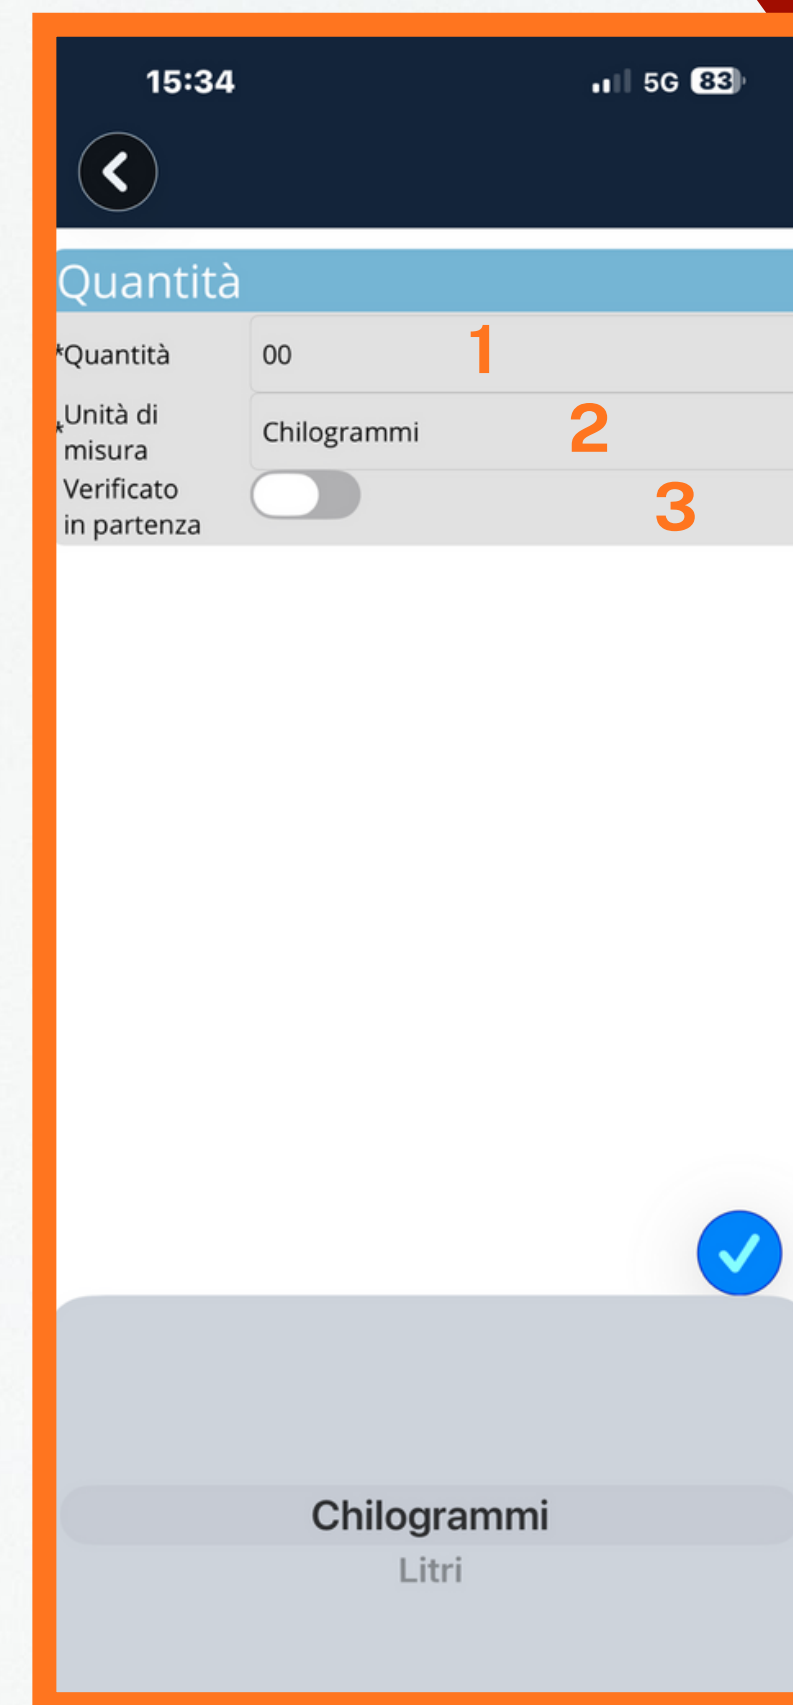 15:34
5G 83
Quantità
*Quantità
00
1
*Unità di
misura
Chilogrammi
2
Verificato
in partenza
3
Chilogrammi
Litri